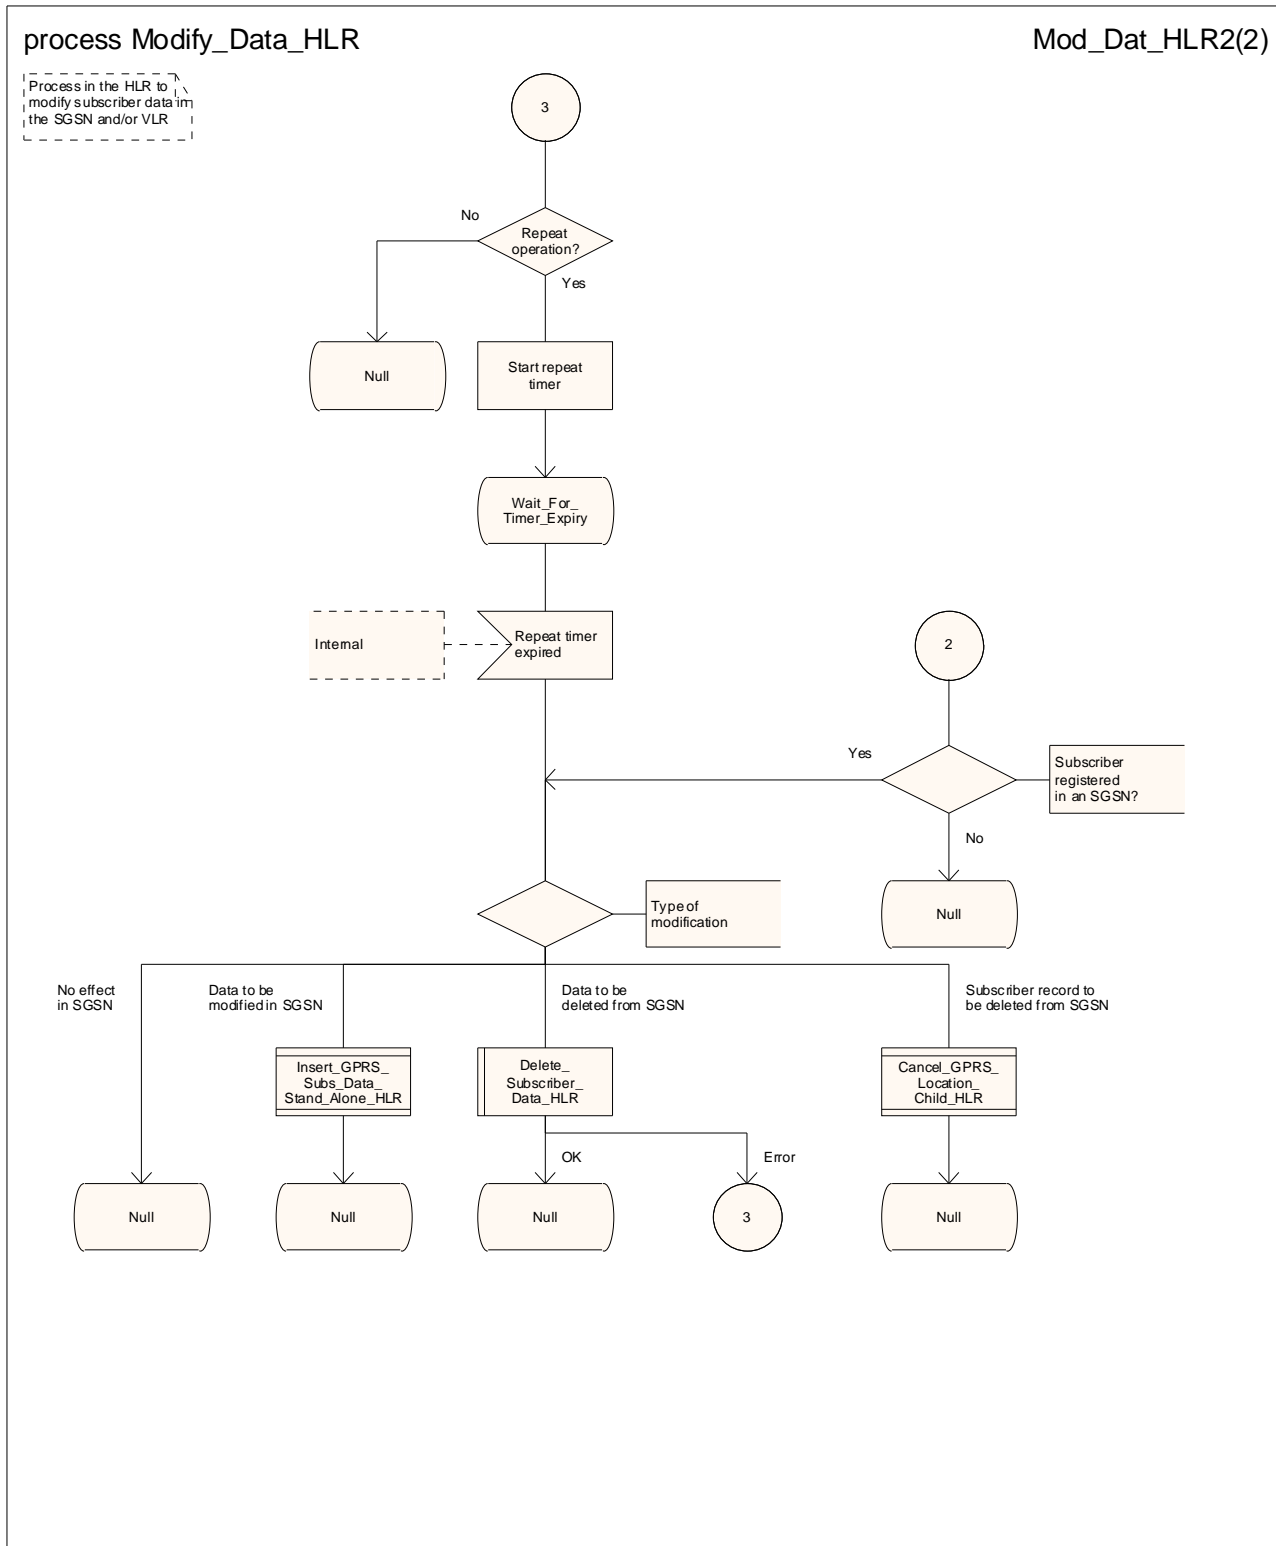 process Modify_Data_HLR
Mod_Dat_HLR2(2)
Process in the HLR to
modify subscriber data in
the SGSN and/or VLR
3
No
Repeat
operation?
Yes
Null
Start repeat
timer
Wait_For_
Timer_Expiry
Internal
Repeat timer
expired
2
Yes
Subscriber
registered
in an SGSN?
No
Type of
modification
Null
No effect
in SGSN
Data to be
modified in SGSN
Data to be
deleted from SGSN
Subscriber record to
be deleted from SGSN
Insert_GPRS_
Subs_Data_
Stand_Alone_HLR
Delete_
Subscriber_
Data_HLR
Cancel_GPRS_
Location_
Child_HLR
OK
Error
Null
Null
Null
3
Null